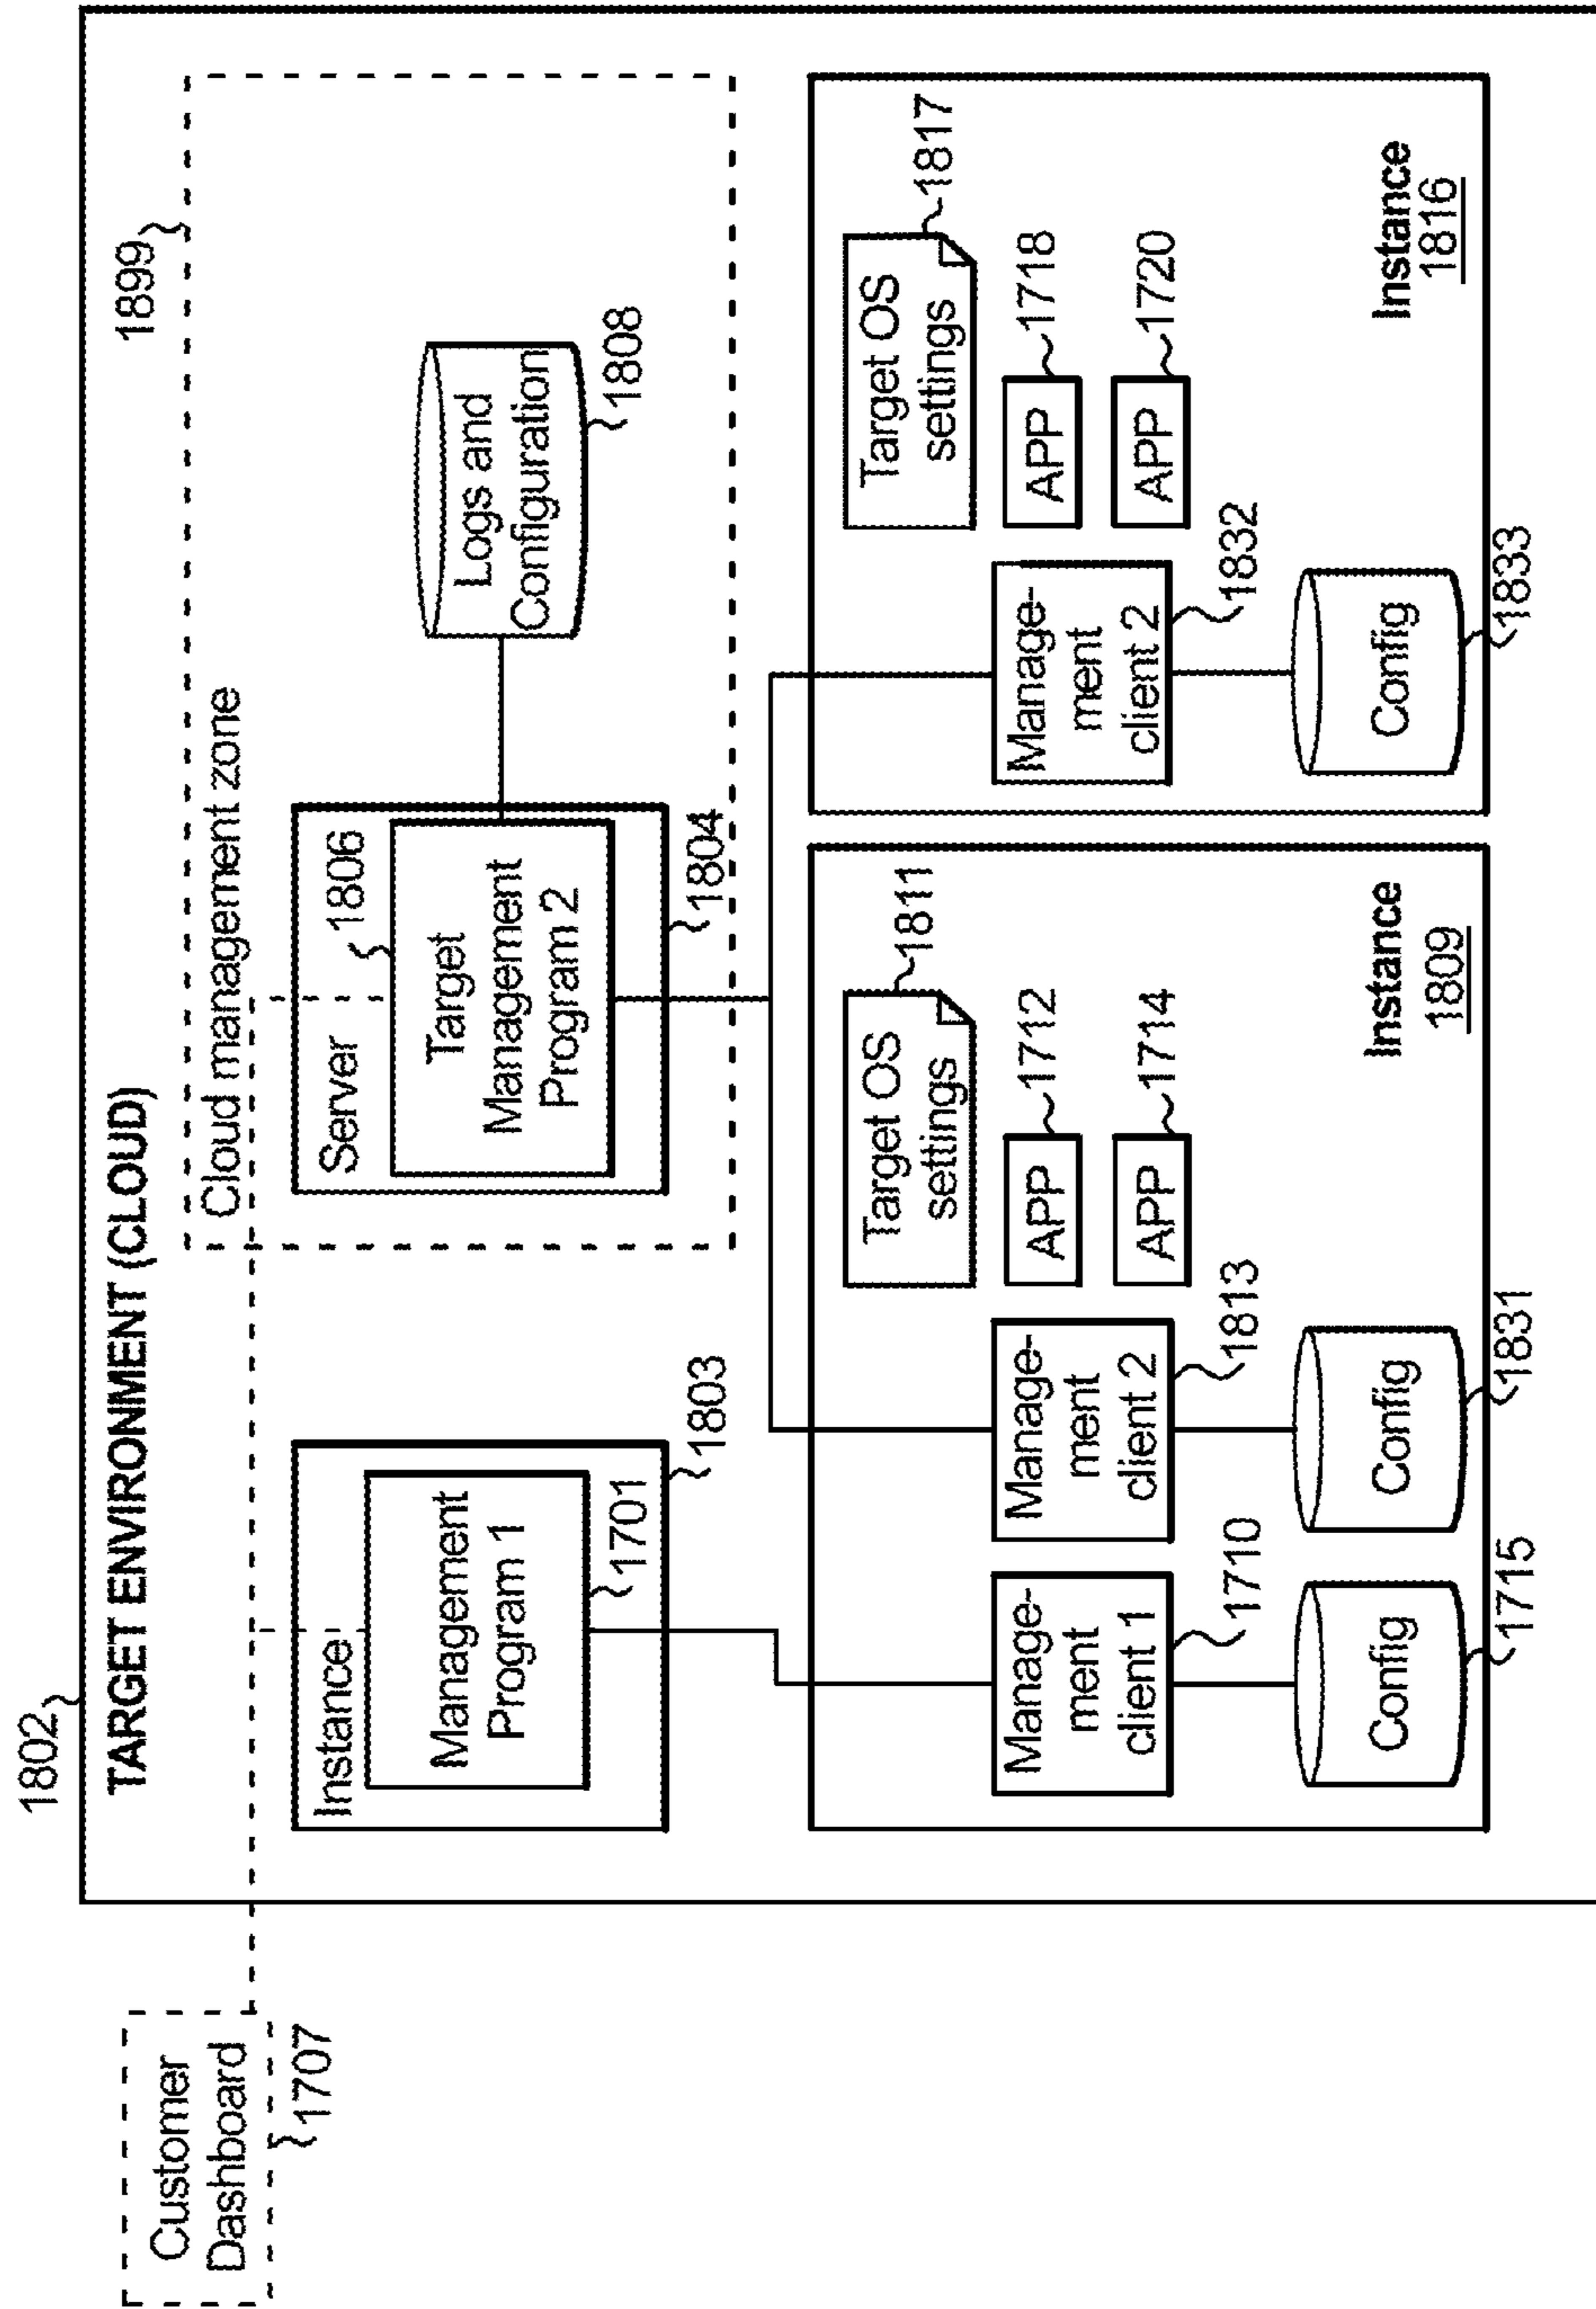 1802
TARGET ENVIRONMENT (CLOUD)
1899
Customer
Dashboard
1707
Cloud management zone
Instance
Management
Program 1
1701
1803
Server
1806
Target
Management
Program 2
1804
Logs and
Configuration
1808
Target OS
settings
1811
Manage-
ment
client 1
1710
Manage-
ment
client 2
1813
APP
1712
APP
1714
Config
1715
Config
1831
Instance
1809
Target OS
settings
1817
Manage-
ment
client 2
1832
APP
1718
APP
1720
Config
1833
Instance
1816